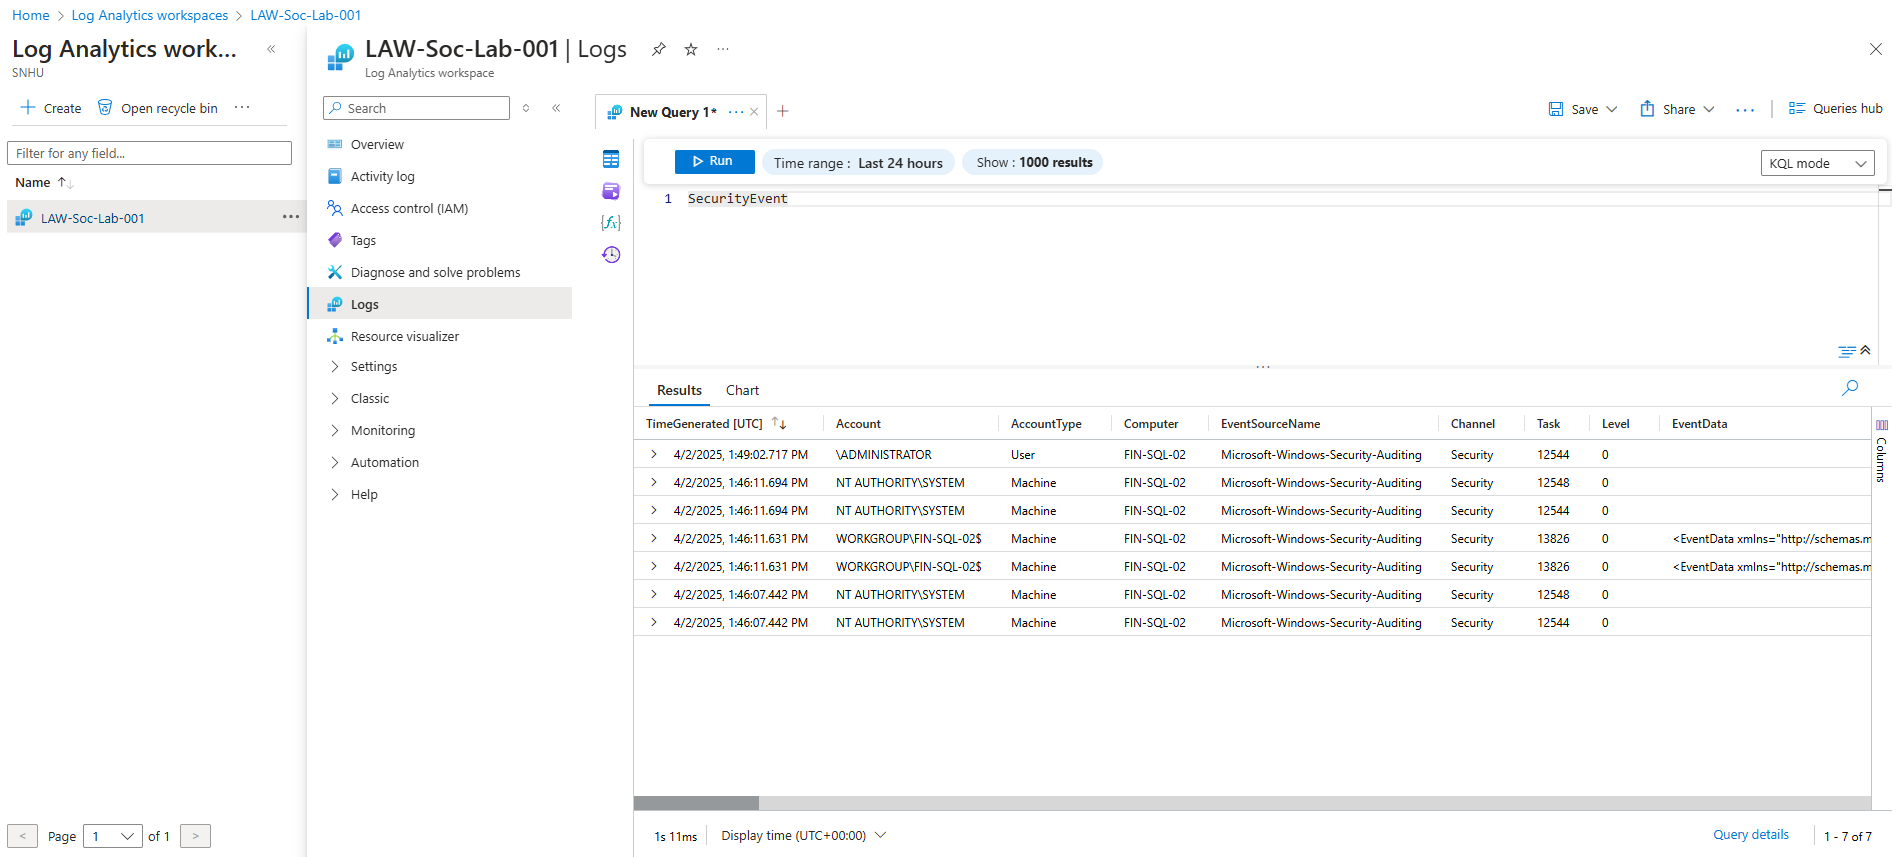 Home > Log Analytics workspaces > LAW-Soc-Lab-001
Log Analytics work... «
SNHU
+ Create Open recycle bin ...
Filter for any field...
Name ↑↓
LAW-Soc-Lab-001 ...
< Page 1 of 1 >
LAW-Soc-Lab-001 | Logs ...
Log Analytics workspace
Search «
Overview
Activity log
Access control (IAM)
Tags
Diagnose and solve problems
Logs
Resource visualizer
> Settings
> Classic
> Monitoring
> Automation
> Help
New Query 1* ... × +
Save Share ... | Queries hub
{fx}
Run Time range : Last 24 hours Show : 1000 results KQL mode
1 SecurityEvent
...
Results Chart
TimeGenerated [UTC] ↑↓ Account AccountType Computer EventSourceName Channel Task Level EventData
> 4/2/2025, 1:49:02.717 PM \ADMINISTRATOR User FIN-SQL-02 Microsoft-Windows-Security-Auditing Security 12544 0
> 4/2/2025, 1:46:11.694 PM NT AUTHORITY\SYSTEM Machine FIN-SQL-02 Microsoft-Windows-Security-Auditing Security 12548 0
> 4/2/2025, 1:46:11.694 PM NT AUTHORITY\SYSTEM Machine FIN-SQL-02 Microsoft-Windows-Security-Auditing Security 12544 0
> 4/2/2025, 1:46:11.631 PM WORKGROUP\FIN-SQL-02$ Machine FIN-SQL-02 Microsoft-Windows-Security-Auditing Security 13826 0 <EventData xmlns="http://schemas.m
> 4/2/2025, 1:46:11.631 PM WORKGROUP\FIN-SQL-02$ Machine FIN-SQL-02 Microsoft-Windows-Security-Auditing Security 13826 0 <EventData xmlns="http://schemas.m
> 4/2/2025, 1:46:07.442 PM NT AUTHORITY\SYSTEM Machine FIN-SQL-02 Microsoft-Windows-Security-Auditing Security 12548 0
> 4/2/2025, 1:46:07.442 PM NT AUTHORITY\SYSTEM Machine FIN-SQL-02 Microsoft-Windows-Security-Auditing Security 12544 0
Columns
1s 11ms Display time (UTC+00:00) Query details 1 - 7 of 7